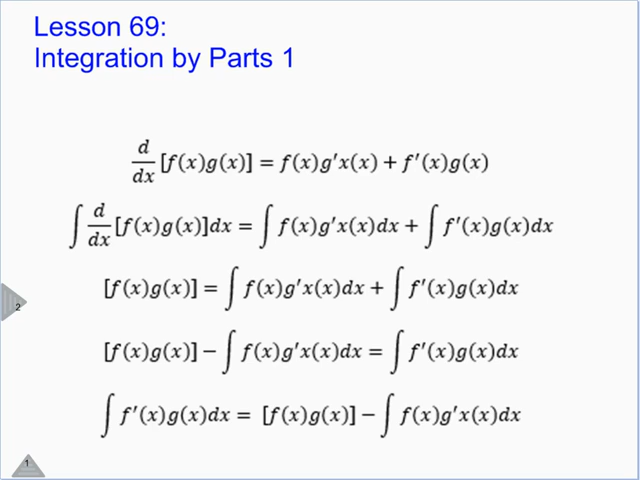 Lesson 69:
Integration by Parts 1
d/dx [f(x)g(x)] = f(x)g′x(x) + f′(x)g(x)
∫ d/dx [f(x)g(x)]dx = ∫ f(x)g′x(x)dx + ∫ f′(x)g(x)dx
[f(x)g(x)] = ∫ f(x)g′x(x)dx + ∫ f′(x)g(x)dx
2
[f(x)g(x)] − ∫ f(x)g′x(x)dx = ∫ f′(x)g(x)dx
∫ f′(x)g(x)dx = [f(x)g(x)] − ∫ f(x)g′x(x)dx
1